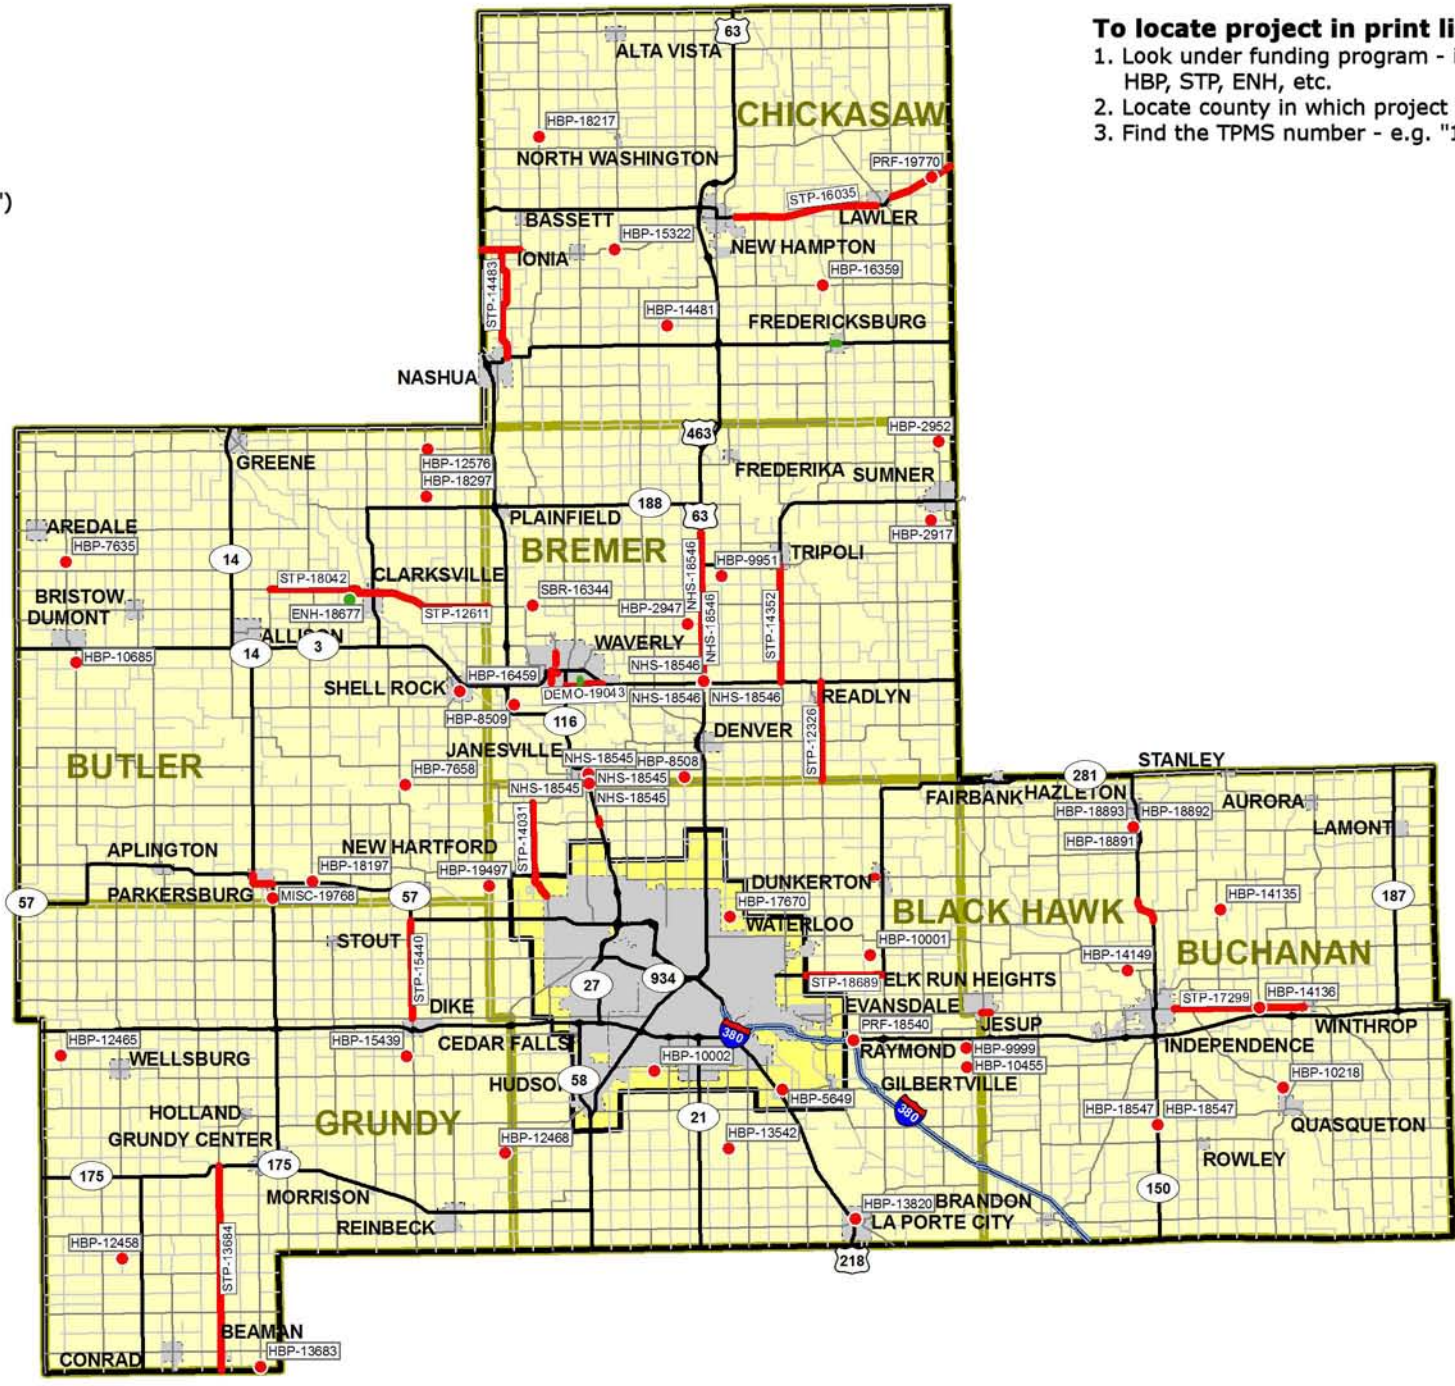 To locate project in print li
1. Look under funding program -
HBP, STP, ENH, etc.
2. Locate county in which project
3. Find the TPMS number - e.g. "1
")
63
ALTA VISTA
CHICKASAW
HBP-18217
NORTH WASHINGTON
PRF-19770
STP-16035
LAWLER
BASSETT
HBP-15322
NEW HAMPTON
IONIA
HBP-16359
STP-14483
HBP-14481
FREDERICKSBURG
NASHUA
HBP-2952
463
GREENE
HBP-12576
HBP-18297
FREDERIKA
SUMNER
188
PLAINFIELD
63
AREDALE
HBP-7635
BREMER
HBP-2917
14
NHS-18546
HBP-9951
TRIPOLI
STP-18042
CLARKSVILLE
SBR-16344
BRISTOW
DUMONT
ENH-18677
STP-12611
HBP-2947
NHS-18546
STP-14352
ALLISON
3
WAVERLY
14
HBP-10685
NHS-18546
HBP-16459
SHELL ROCK
DEMO-19043
NHS-18546
NHS-18546
READLYN
HBP-8509
116
DENVER
STP-12326
JANESVILLE
BUTLER
NHS-18545
HBP-8508
STANLEY
HBP-7658
NHS-18545
NHS-18545
NHS-18545
281
FAIRBANK
HAZLETON
AURORA
HBP-18893
HBP-18892
STP-14031
LAMONT
HBP-18891
APLINGTON
NEW HARTFORD
HBP-18197
HBP-19497
DUNKERTON
PARKERSBURG
MISC-19768
57
57
HBP-17670
HBP-14135
187
BLACK HAWK
WATERLOO
STOUT
HBP-10001
BUCHANAN
HBP-14149
STP-15440
934
27
STP-18689
ELK RUN HEIGHTS
STP-17299
HBP-14136
DIKE
EVANSDALE
JESUP
WINTHROP
PRF-18540
HBP-12465
HBP-15439
CEDAR FALLS
380
INDEPENDENCE
WELLSBURG
HBP-10002
RAYMOND
HBP-9999
HBP-10455
HUDSON
58
GILBERTVILLE
HBP-10218
HBP-5649
380
HOLLAND
GRUNDY
HBP-18547
HBP-18547
QUASQUETON
21
GRUNDY CENTER
HBP-12468
HBP-13542
ROWLEY
175
175
MORRISON
150
REINBECK
HBP-13820
BRANDON
LA PORTE CITY
HBP-12458
STP-13684
218
BEAMAN
CONRAD
HBP-13683